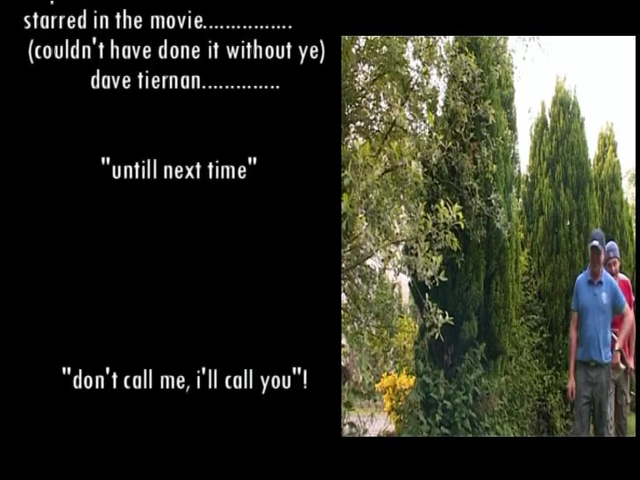 starred in the movie...............
(couldn't have done it without ye)
dave tiernan.............
"untill next time"
"don't call me, i'll call you"!